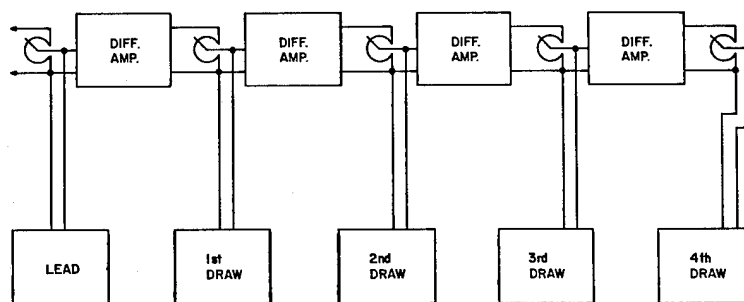 DIFF.
AMP.
DIFF.
AMP.
DIFF.
AMP.
DIFF.
AMP.
LEAD
1st
DRAW
2nd
DRAW
3rd
DRAW
4th
DRAW